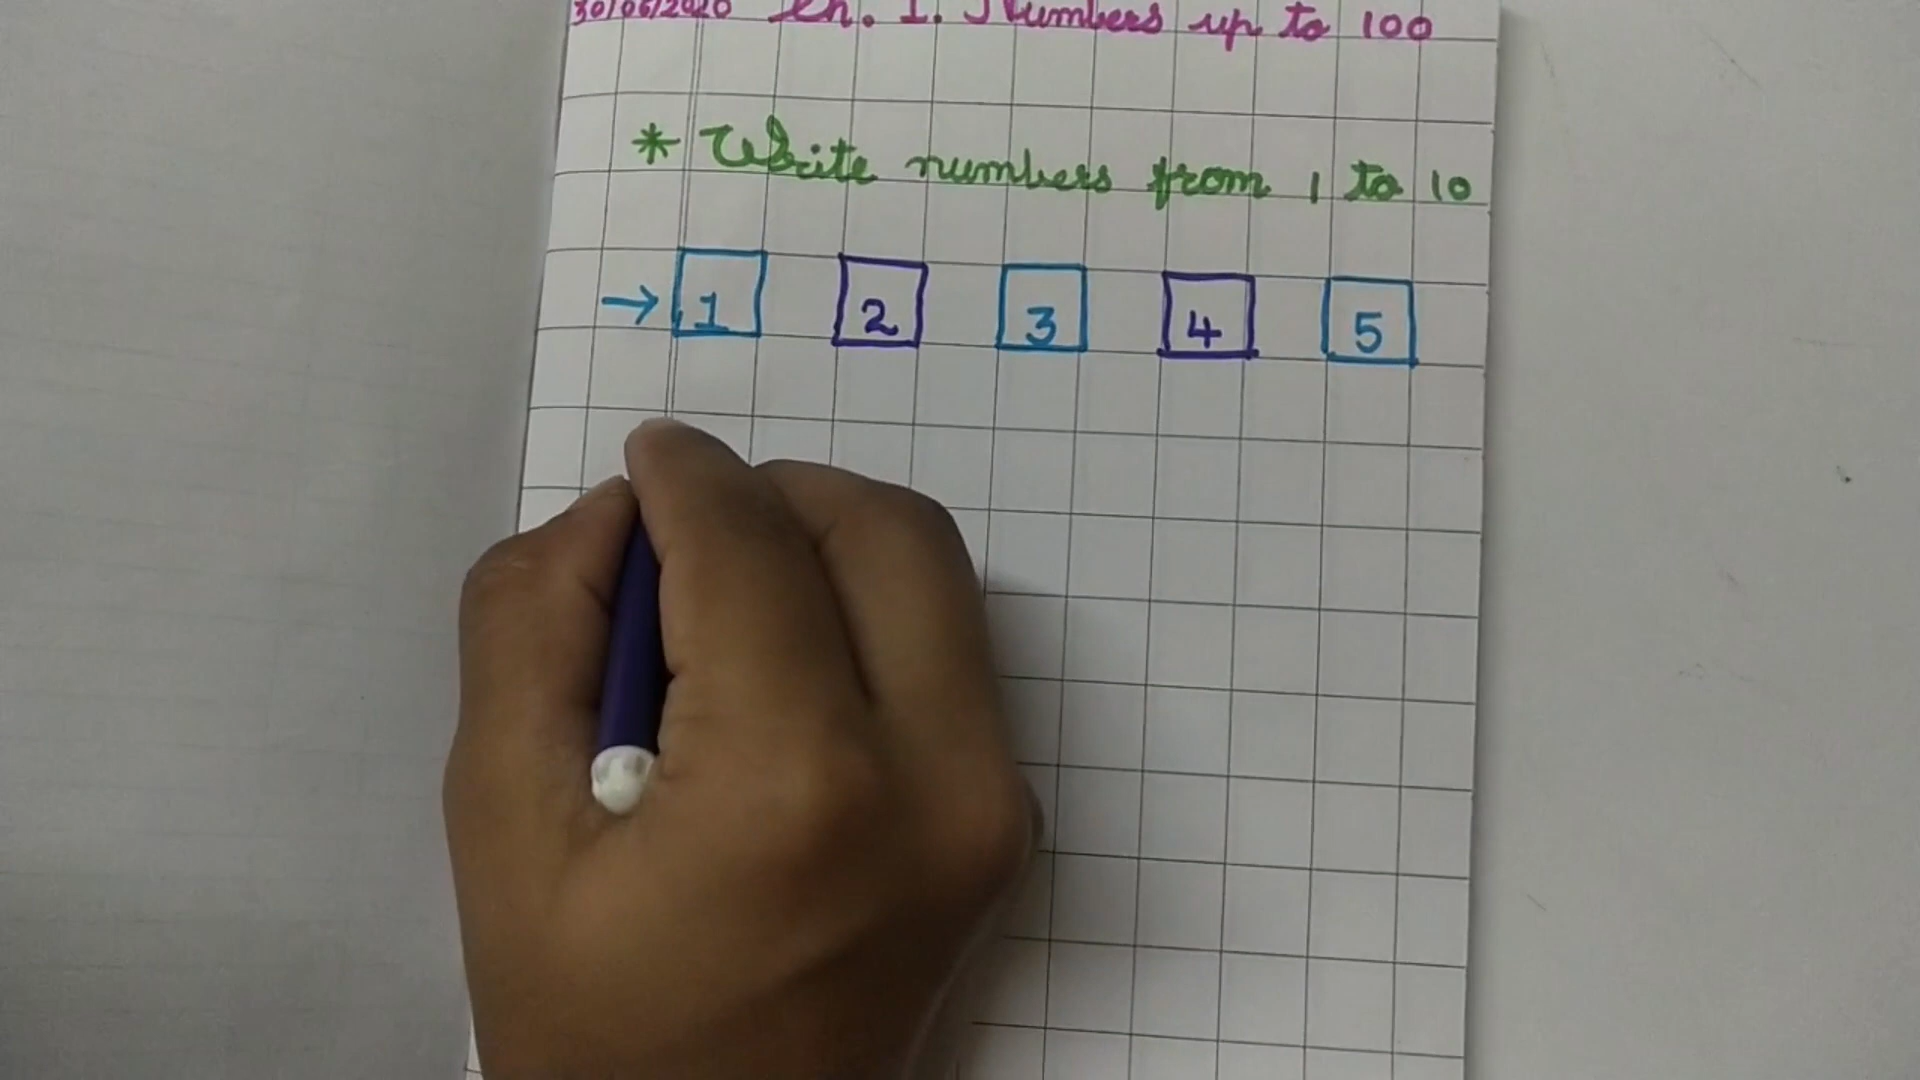 30/06/2020 Ch. 1. Numbers up to 100
* Write numbers from 1 to 10
→ 1 2 3 4 5